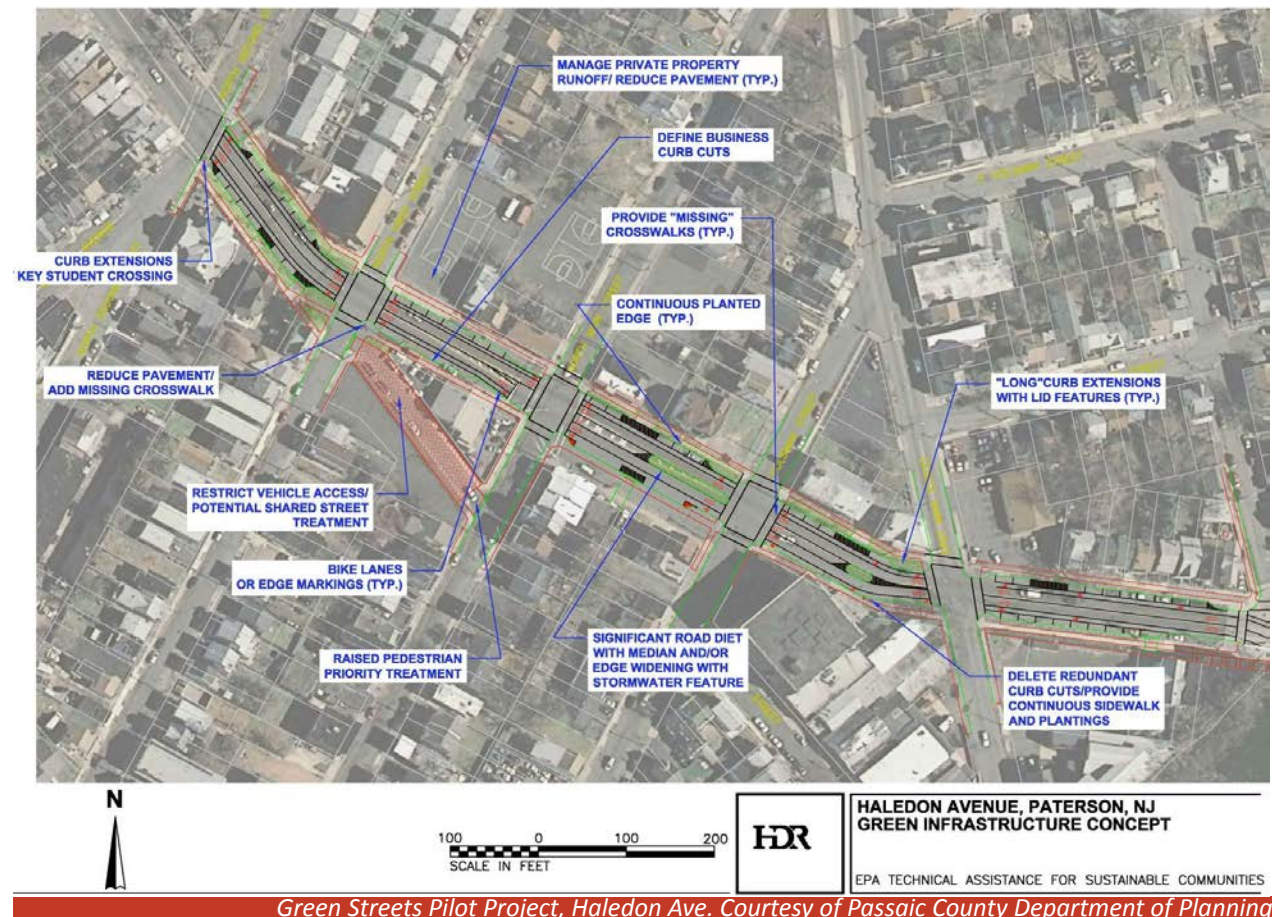 MANAGE PRIVATE PROPERTY
RUNOFF/ REDUCE PAVEMENT (TYP.)
DEFINE BUSINESS
CURB CUTS
PROVIDE "MISSING"
CROSSWALKS (TYP.)
CURB EXTENSIONS
KEY STUDENT CROSSING
CONTINUOUS PLANTED
EDGE (TYP.)
REDUCE PAVEMENT/
ADD MISSING CROSSWALK
"LONG"CURB EXTENSIONS
WITH LID FEATURES (TYP.)
RESTRICT VEHICLE ACCESS/
POTENTIAL SHARED STREET
TREATMENT
BIKE LANES
OR EDGE MARKINGS (TYP.)
RAISED PEDESTRIAN
PRIORITY TREATMENT
SIGNIFICANT ROAD DIET
WITH MEDIAN AND/OR
EDGE WIDENING WITH
STORMWATER FEATURE
DELETE REDUNDANT
CURB CUTS/PROVIDE
CONTINUOUS SIDEWALK
AND PLANTINGS
N
100 0 100 200
SCALE IN FEET
HDR
HALEDON AVENUE, PATERSON, NJ
GREEN INFRASTRUCTURE CONCEPT
EPA TECHNICAL ASSISTANCE FOR SUSTAINABLE COMMUNITIES
Green Streets Pilot Project, Haledon Ave. Courtesy of Passaic County Department of Planning